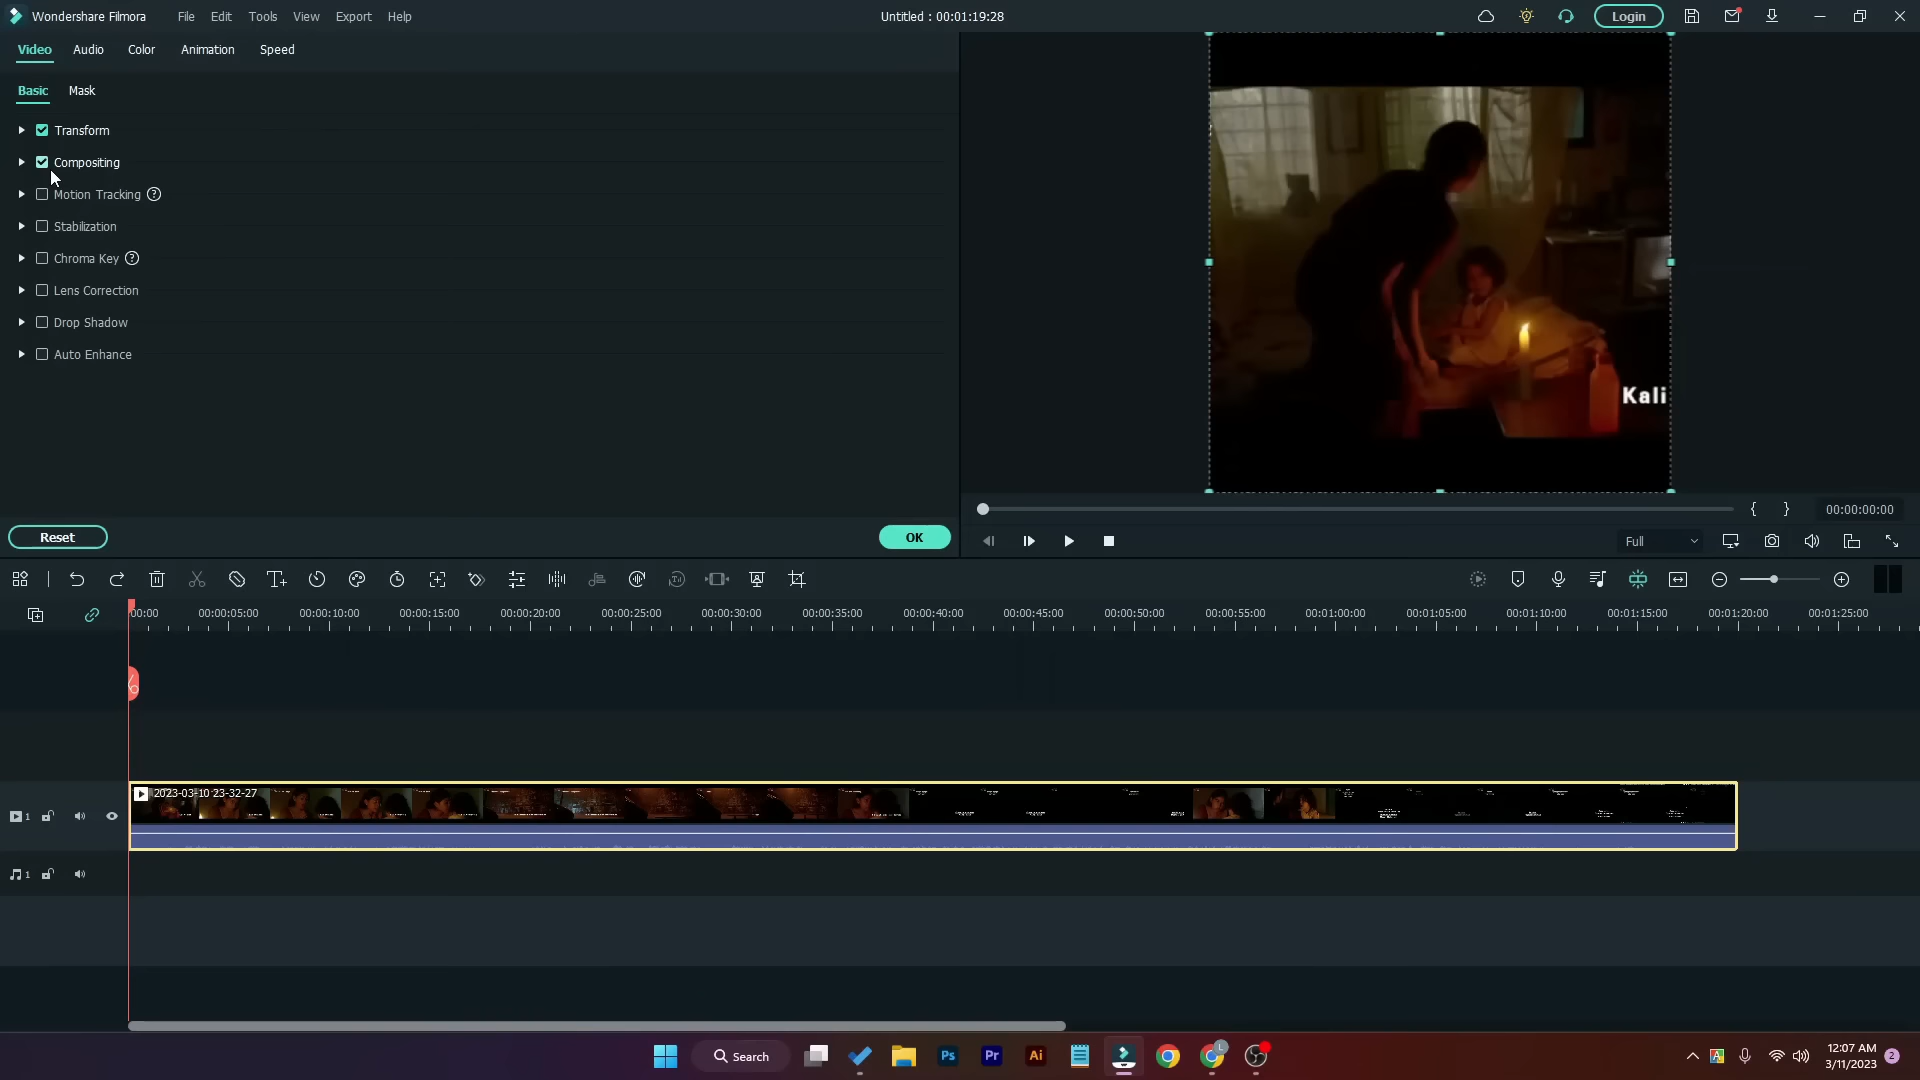 Wondershare Filmora
File Edit Tools View Export Help
Untitled : 00:01:19:28
Login
Video Audio Color Animation Speed
Basic Mask
Transform
Compositing
Motion Tracking ?
Stabilization
Chroma Key ?
Lens Correction
Drop Shadow
Auto Enhance
Kali
Reset
OK
{ } 00:00:00:00
Full
00:00 00:00:05:00 00:00:10:00 00:00:15:00 00:00:20:00 00:00:25:00 00:00:30:00 00:00:35:00 00:00:40:00 00:00:45:00 00:00:50:00 00:00:55:00 00:01:00:00 00:01:05:00 00:01:10:00 00:01:15:00 00:01:20:00 00:01:25:00
2023-03-10 23-32-27
1
1
Search
Ps
Pr
Ai
L
A
12:07 AM
3/11/2023
2